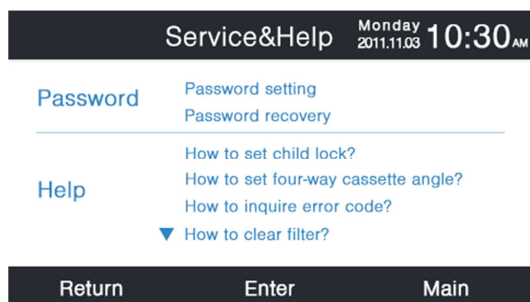 Service&Help Monday 2011.11.03 10:30AM
Password
Password setting
Password recovery
Help
How to set child lock?
How to set four-way cassette angle?
How to inquire error code?
▼ How to clear filter?
Return Enter Main